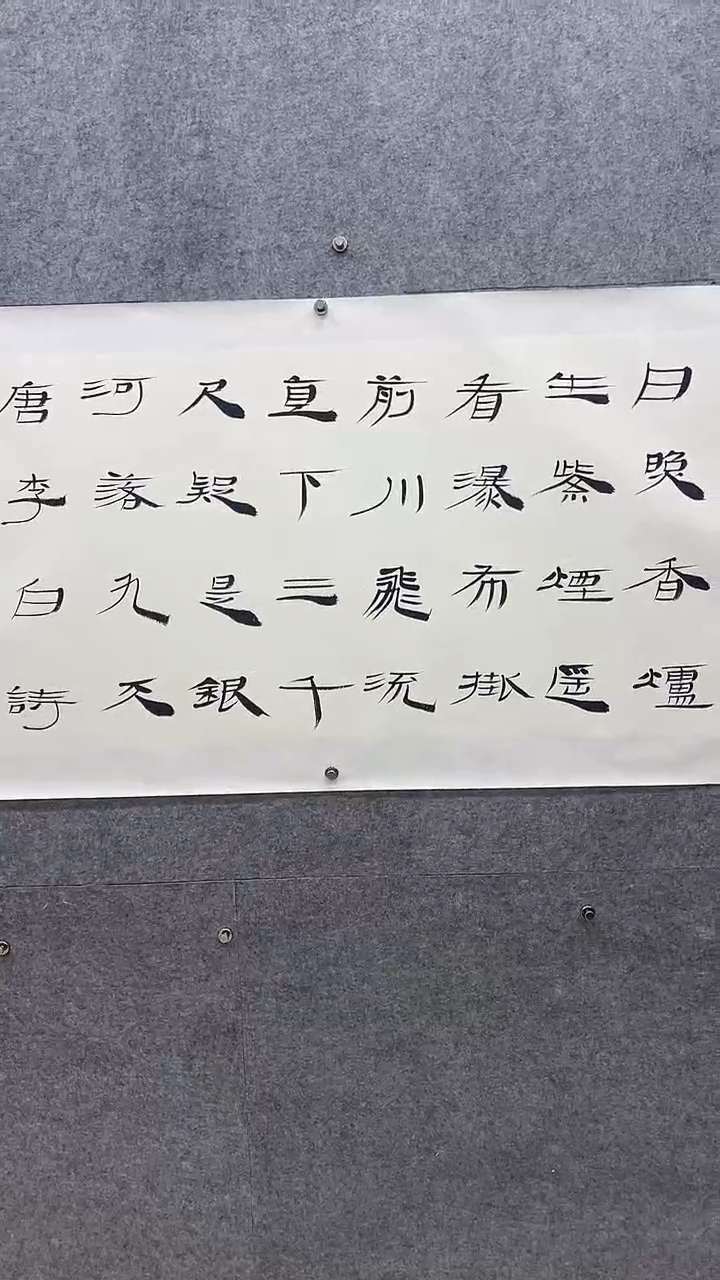 日照香爐
生紫煙遥
看瀑布掛
前川飛流
直下三千
尺疑是銀
河落九天
唐李白詩